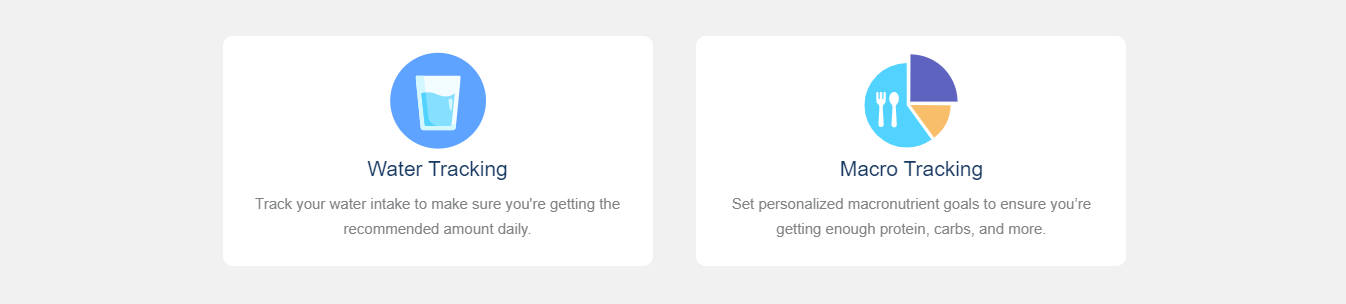 Water Tracking
Track your water intake to make sure you're getting the
recommended amount daily.
Macro Tracking
Set personalized macronutrient goals to ensure you’re
getting enough protein, carbs, and more.